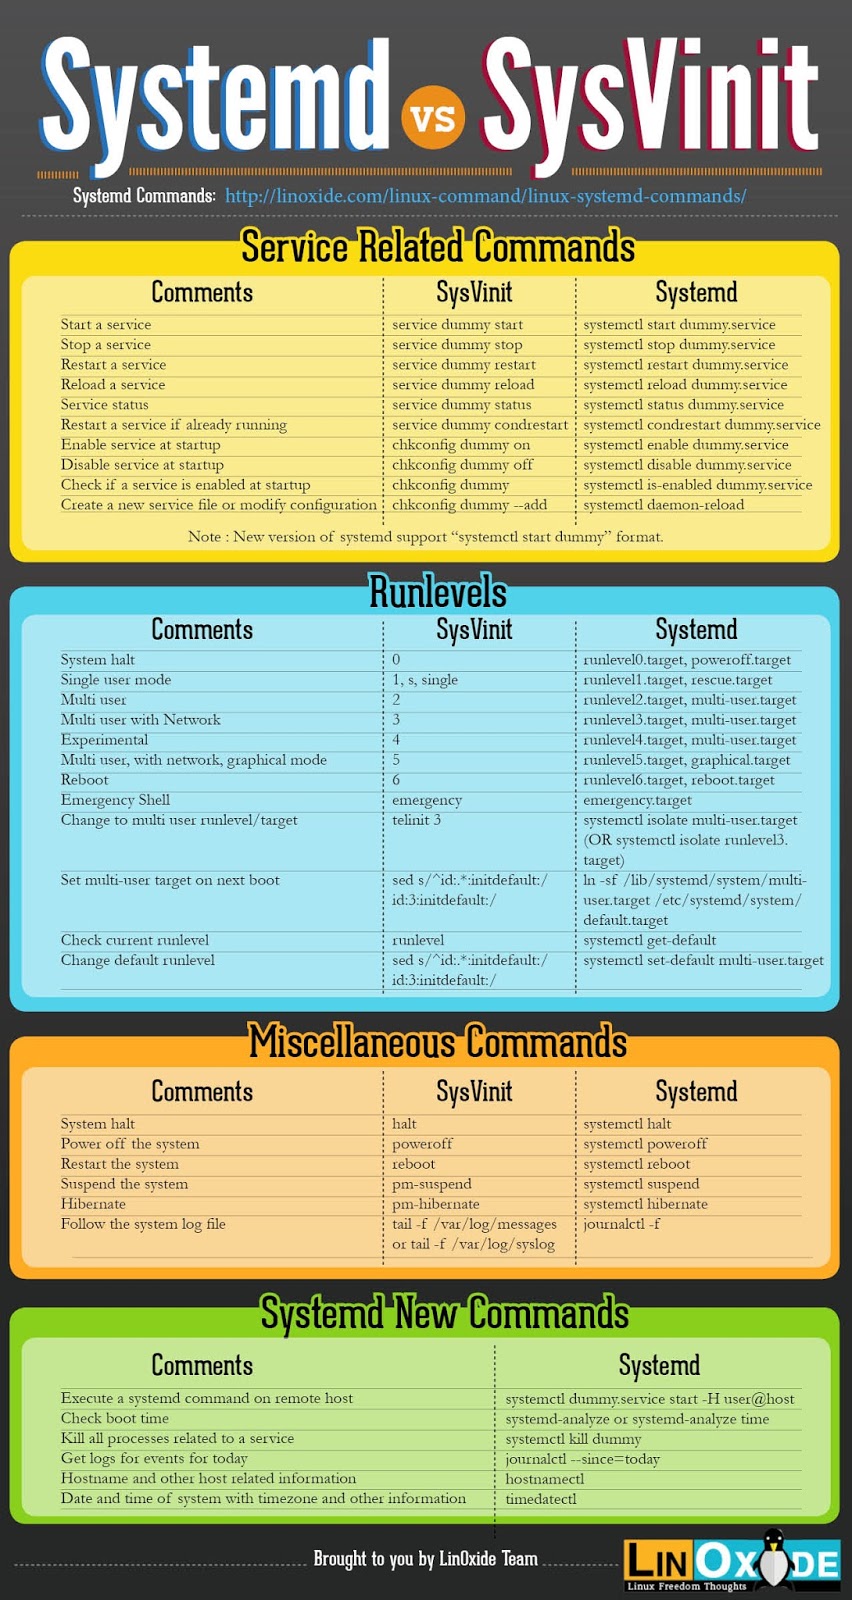 Systemd vs SysVinit
Systemd Commands: http://linoxide.com/linux-command/linux-systemd-commands/
Service Related Commands
Comments SysVinit Systemd
Start a service service dummy start systemctl start dummy.service
Stop a service service dummy stop systemctl stop dummy.service
Restart a service service dummy restart systemctl restart dummy.service
Reload a service service dummy reload systemctl reload dummy.service
Service status service dummy status systemctl status dummy.service
Restart a service if already running service dummy condrestart systemctl condrestart dummy.service
Enable service at startup chkconfig dummy on systemctl enable dummy.service
Disable service at startup chkconfig dummy off systemctl disable dummy.service
Check if a service is enabled at startup chkconfig dummy systemctl is-enabled dummy.service
Create a new service file or modify configuration chkconfig dummy --add systemctl daemon-reload
Note : New version of systemd support “systemctl start dummy” format.
Runlevels
Comments SysVinit Systemd
System halt 0 runlevel0.target, poweroff.target
Single user mode 1, s, single runlevel1.target, rescue.target
Multi user 2 runlevel2.target, multi-user.target
Multi user with Network 3 runlevel3.target, multi-user.target
Experimental 4 runlevel4.target, multi-user.target
Multi user, with network, graphical mode 5 runlevel5.target, graphical.target
Reboot 6 runlevel6.target, reboot.target
Emergency Shell emergency emergency.target
Change to multi user runlevel/target telinit 3 systemctl isolate multi-user.target
(OR systemctl isolate runlevel3.
target)
Set multi-user target on next boot sed s/^id:.*:initdefault:/ ln -sf /lib/systemd/system/multi-
id:3:initdefault:/ user.target /etc/systemd/system/
default.target
Check current runlevel runlevel systemctl get-default
Change default runlevel sed s/^id:.*:initdefault:/ systemctl set-default multi-user.target
id:3:initdefault:/
Miscellaneous Commands
Comments SysVinit Systemd
System halt halt systemctl halt
Power off the system poweroff systemctl poweroff
Restart the system reboot systemctl reboot
Suspend the system pm-suspend systemctl suspend
Hibernate pm-hibernate systemctl hibernate
Follow the system log file tail -f /var/log/messages journalctl -f
or tail -f /var/log/syslog
Systemd New Commands
Comments Systemd
Execute a systemd command on remote host systemctl dummy.service start -H user@host
Check boot time systemd-analyze or systemd-analyze time
Kill all processes related to a service systemctl kill dummy
Get logs for events for today journalctl --since=today
Hostname and other host related information hostnamectl
Date and time of system with timezone and other information timedatectl
Brought to you by LinOxide Team
LINOXIDE
Linux Freedom Thoughts